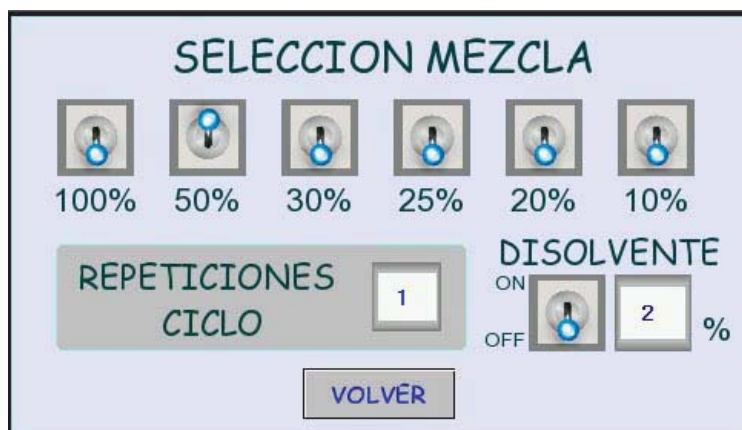 SELECCION MEZCLA
100% 50% 30% 25% 20% 10%
REPETICIONES
CICLO
1
DISOLVENTE
ON
OFF
2
%
VOLVER